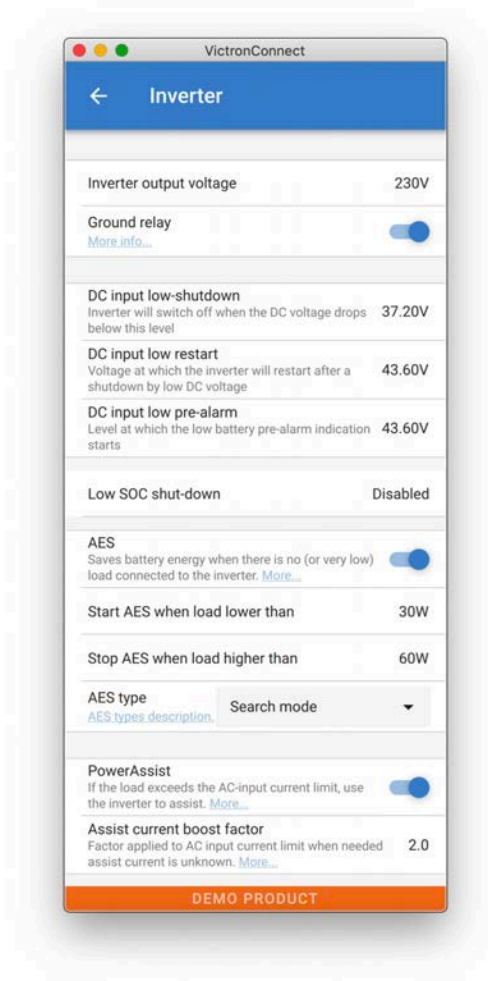 VictronConnect
Inverter
Inverter output voltage 230V
Ground relay
More info...
DC input low-shutdown
Inverter will switch off when the DC voltage drops 37.20V
below this level
DC input low restart
Voltage at which the inverter will restart after a 43.60V
shutdown by low DC voltage
DC input low pre-alarm
Level at which the low battery pre-alarm indication 43.60V
starts
Low SOC shut-down Disabled
AES
Saves battery energy when there is no (or very low)
load connected to the inverter. More...
Start AES when load lower than 30W
Stop AES when load higher than 60W
AES type Search mode
AES types description.
PowerAssist
If the load exceeds the AC-input current limit, use
the inverter to assist. More...
Assist current boost factor
Factor applied to AC input current limit when needed 2.0
assist current is unknown. More...
DEMO PRODUCT